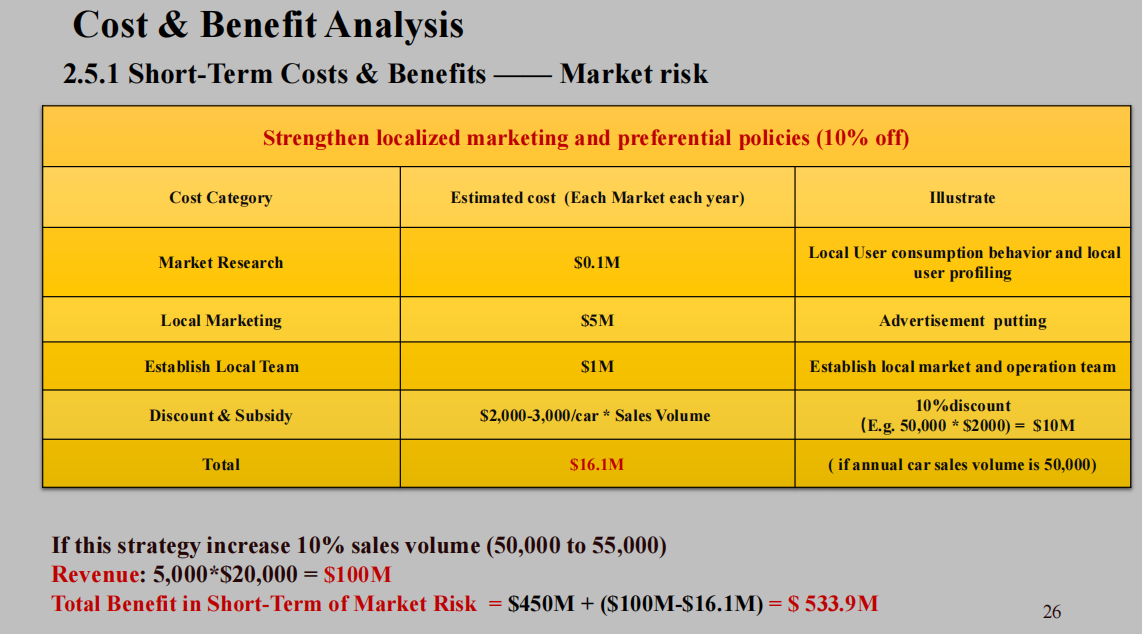 Cost & Benefit Analysis
2.5.1 Short-Term Costs & Benefits —— Market risk
Strengthen localized marketing and preferential policies (10% off)
Cost Category
Estimated cost (Each Market each year)
Illustrate
Market Research
$0.1M
Local User consumption behavior and local
user profiling
Local Marketing
$5M
Advertisement putting
Establish Local Team
$1M
Establish local market and operation team
Discount & Subsidy
$2,000-3,000/car * Sales Volume
10%discount
(E.g. 50,000 * $2000) = $10M
Total
$16.1M
( if annual car sales volume is 50,000)
If this strategy increase 10% sales volume (50,000 to 55,000)
Revenue: 5,000*$20,000 = $100M
Total Benefit in Short-Term of Market Risk = $450M + ($100M-$16.1M) = $ 533.9M
26